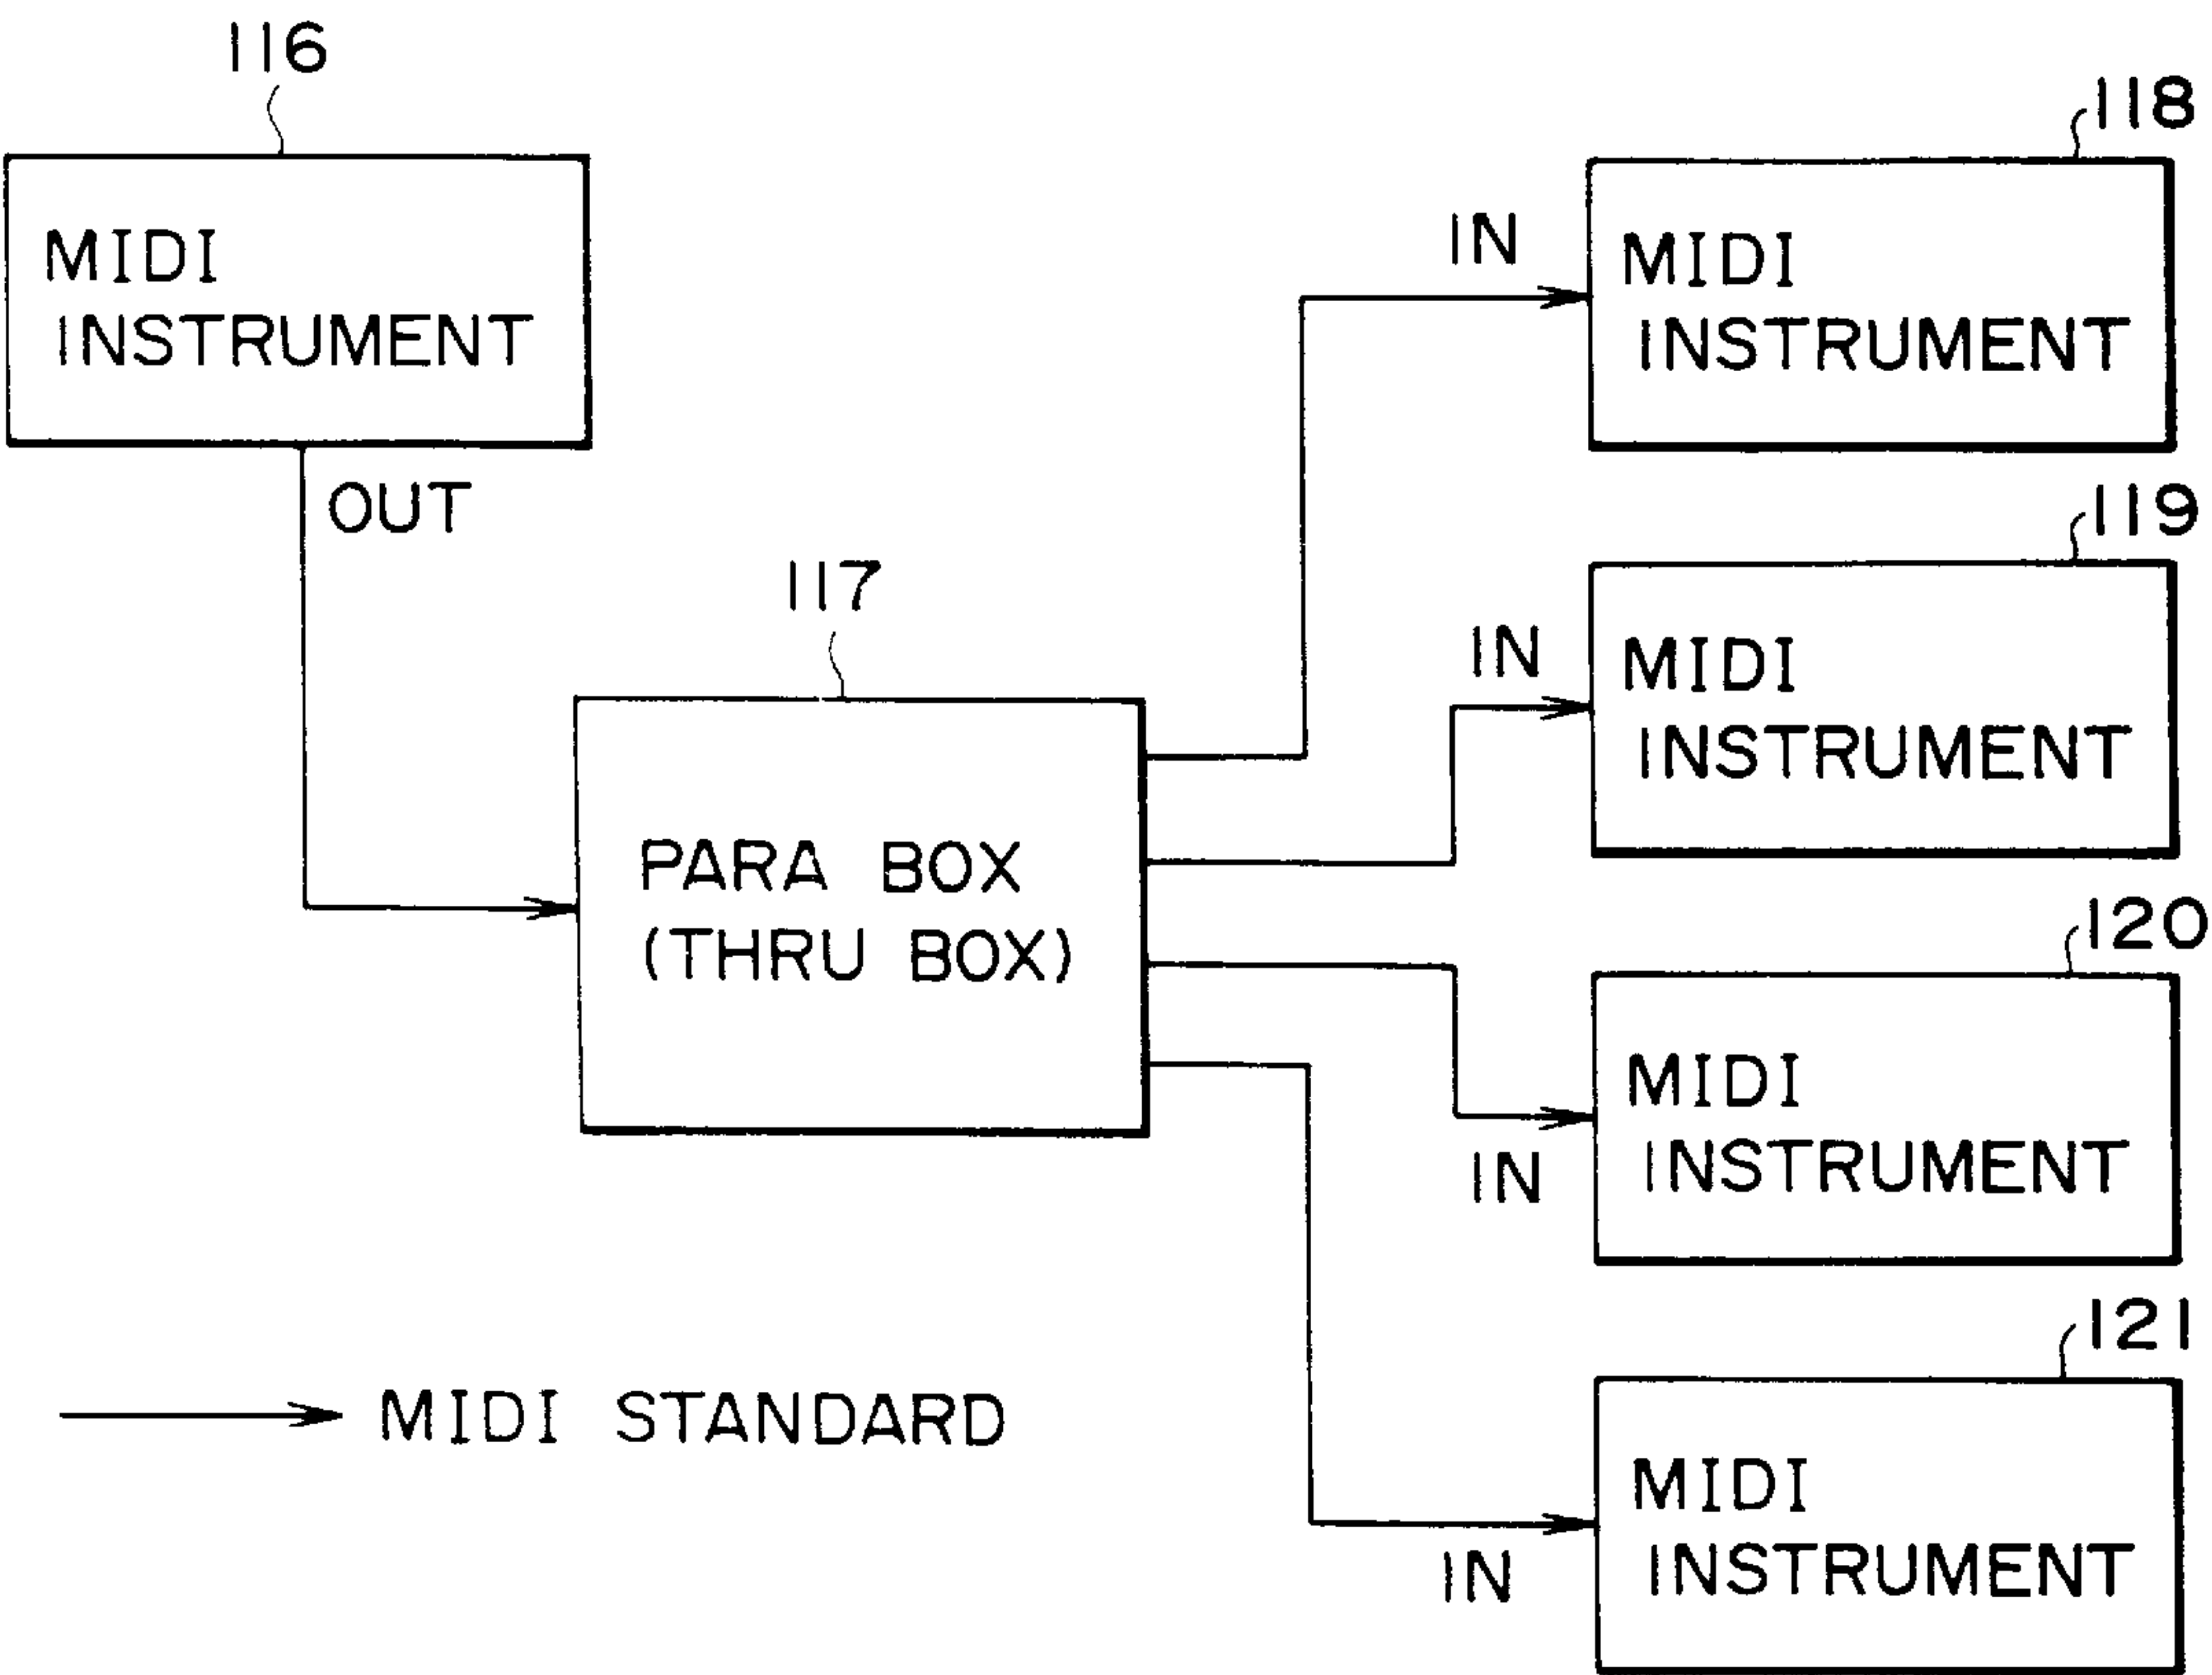 116
MIDI
INSTRUMENT
OUT
117
PARA BOX
(THRU BOX)
118
IN
MIDI
INSTRUMENT
119
IN
MIDI
INSTRUMENT
120
IN
MIDI
INSTRUMENT
121
IN
MIDI
INSTRUMENT
MIDI STANDARD